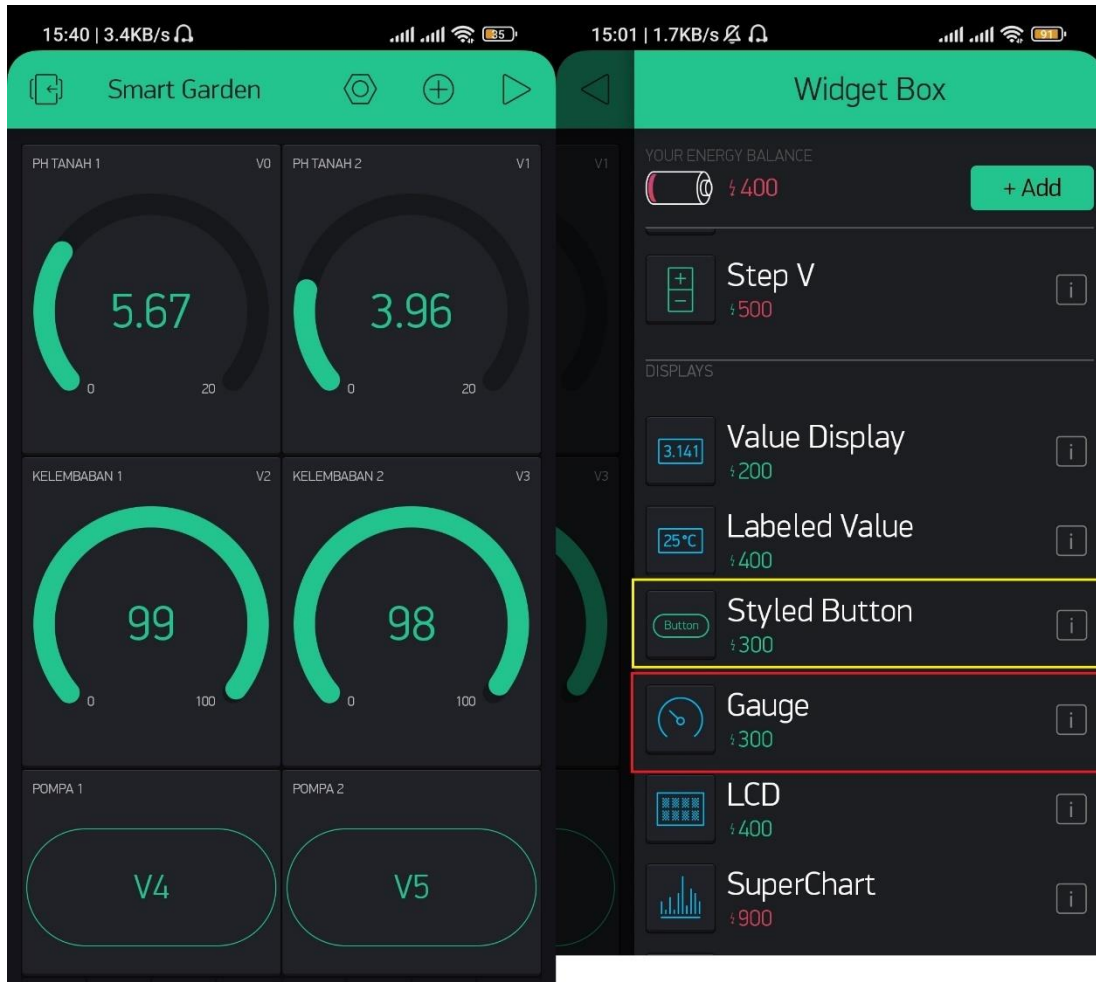 15:40 | 3.4KB/s
85
Smart Garden
PH TANAH 1 V0
5.67
0 20
PH TANAH 2 V1
3.96
0 20
KELEMBABAN 1 V2
99
0 100
KELEMBABAN 2 V3
98
0 100
POMPA 1
V4
POMPA 2
V5
15:01 | 1.7KB/s
91
Widget Box
V1
V3
YOUR ENERGY BALANCE
400
+ Add
Step V
500
DISPLAYS
3.141
Value Display
200
25°C
Labeled Value
400
Button
Styled Button
300
Gauge
300
LCD
400
SuperChart
900